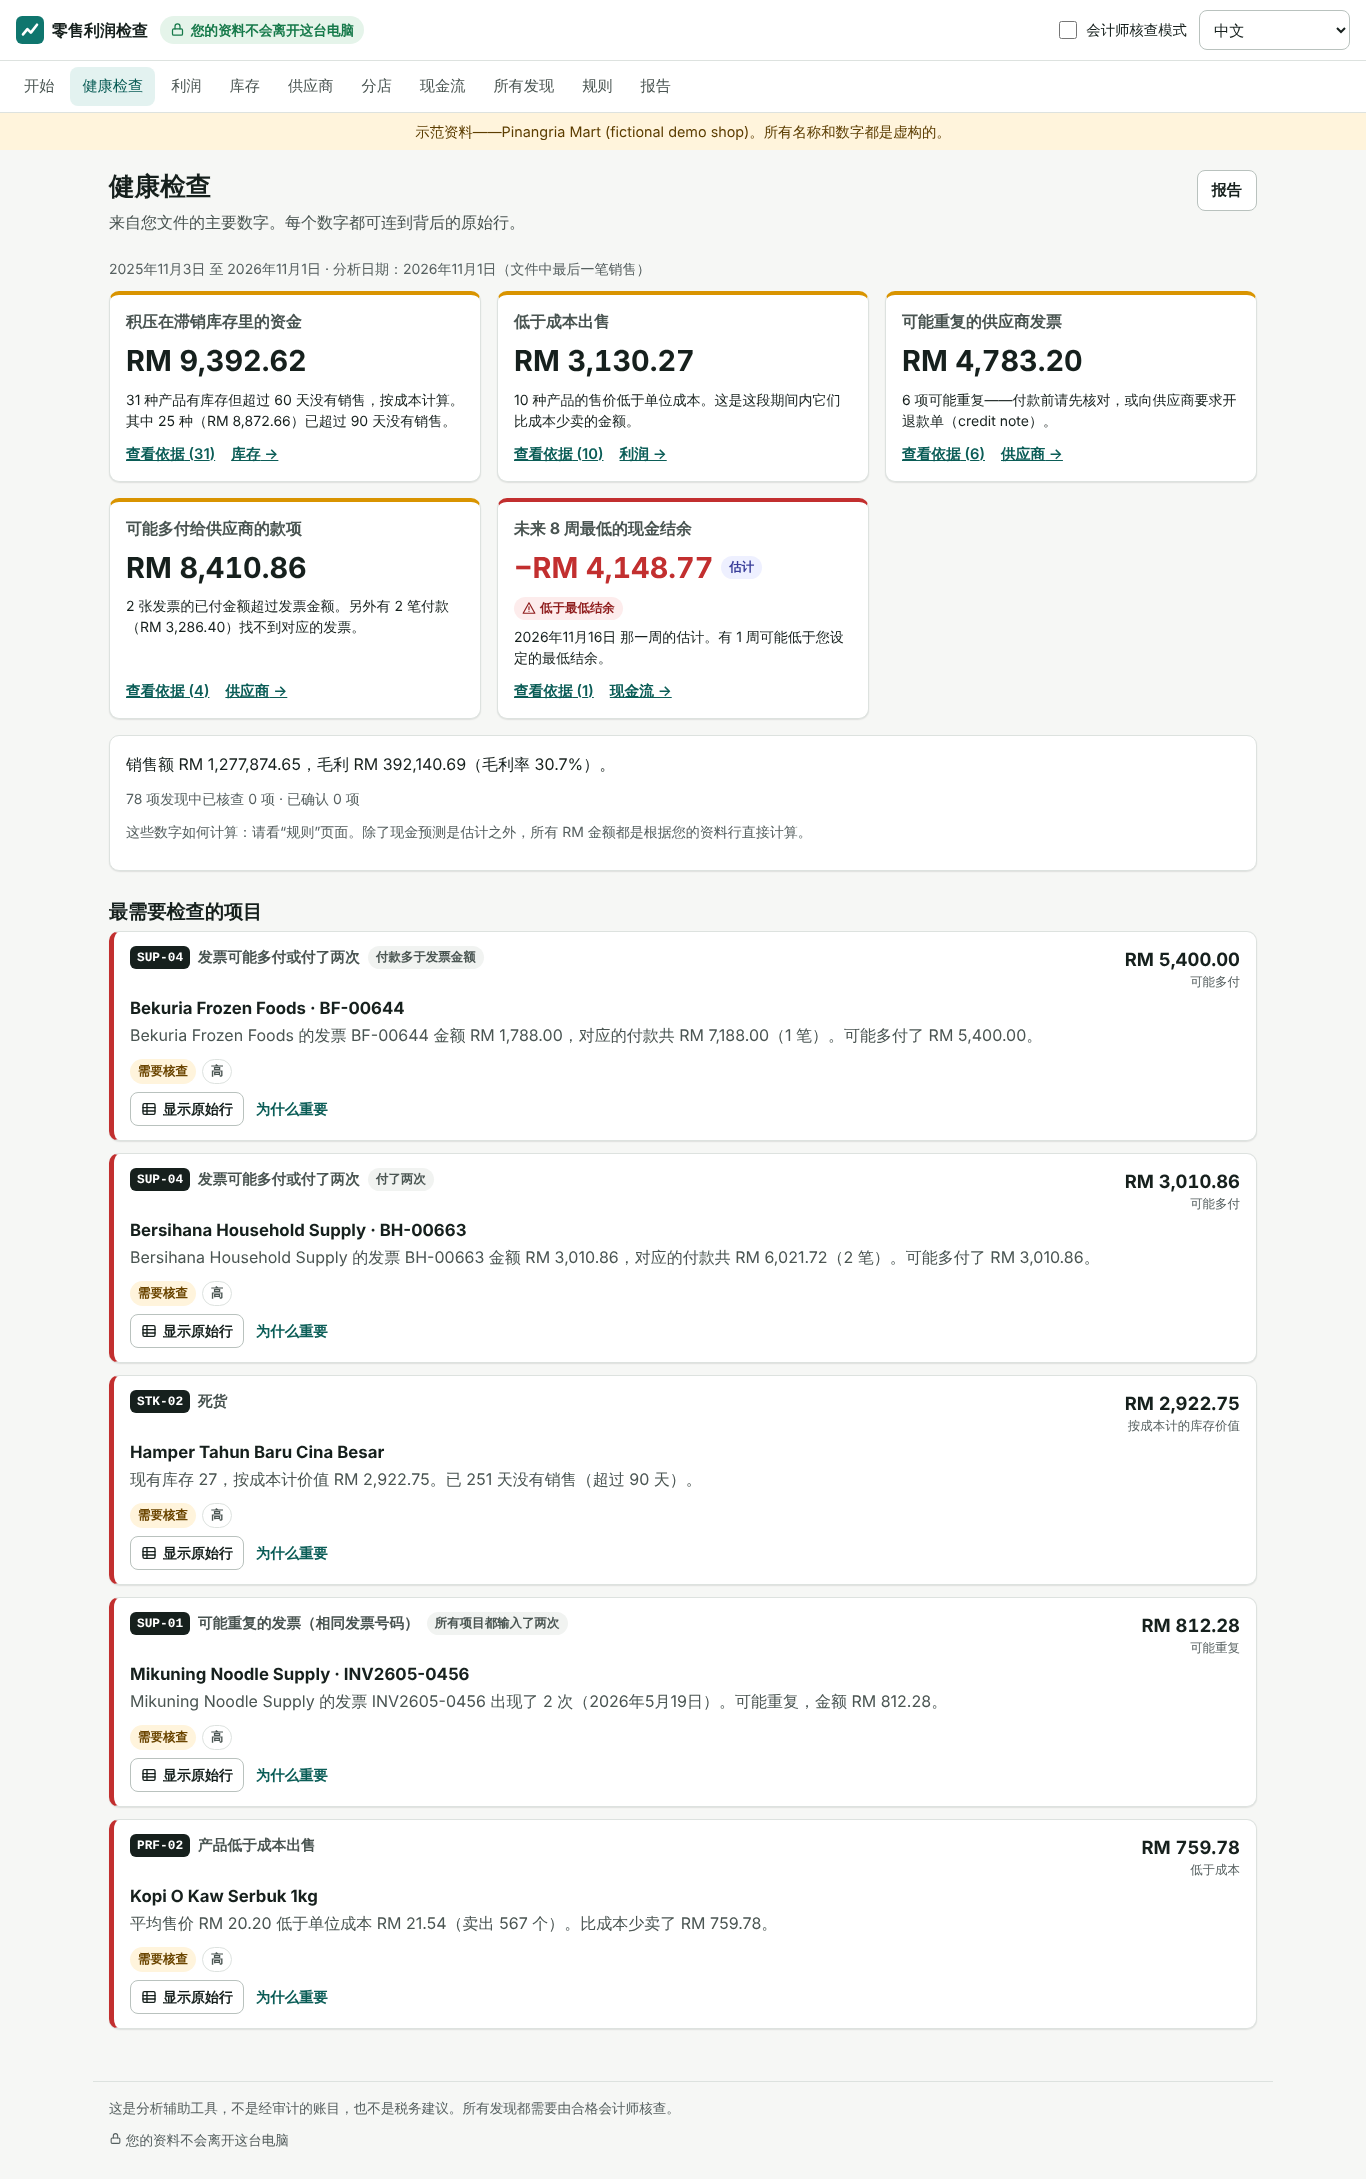 零售利润检查
您的资料不会离开这台电脑
会计师核查模式
中文
开始 健康检查 利润 库存 供应商 分店 现金流 所有发现 规则 报告
示范资料——Pinangria Mart (fictional demo shop)。所有名称和数字都是虚构的。
健康检查
报告
来自您文件的主要数字。每个数字都可连到背后的原始行。
2025年11月3日 至 2026年11月1日 · 分析日期：2026年11月1日（文件中最后一笔销售）
积压在滞销库存里的资金
RM 9,392.62
31 种产品有库存但超过 60 天没有销售，按成本计算。
其中 25 种（RM 8,872.66）已超过 90 天没有销售。
查看依据 (31) 库存 →
低于成本出售
RM 3,130.27
10 种产品的售价低于单位成本。这是这段期间内它们
比成本少卖的金额。
查看依据 (10) 利润 →
可能重复的供应商发票
RM 4,783.20
6 项可能重复——付款前请先核对，或向供应商要求开
退款单（credit note）。
查看依据 (6) 供应商 →
可能多付给供应商的款项
RM 8,410.86
2 张发票的已付金额超过发票金额。另外有 2 笔付款
（RM 3,286.40）找不到对应的发票。
查看依据 (4) 供应商 →
未来 8 周最低的现金结余
−RM 4,148.77 估计
低于最低结余
2026年11月16日 那一周的估计。有 1 周可能低于您设
定的最低结余。
查看依据 (1) 现金流 →
销售额 RM 1,277,874.65，毛利 RM 392,140.69（毛利率 30.7%）。
78 项发现中已核查 0 项 · 已确认 0 项
这些数字如何计算：请看“规则”页面。除了现金预测是估计之外，所有 RM 金额都是根据您的资料行直接计算。
最需要检查的项目
SUP-04 发票可能多付或付了两次 付款多于发票金额
RM 5,400.00
可能多付
Bekuria Frozen Foods · BF-00644
Bekuria Frozen Foods 的发票 BF-00644 金额 RM 1,788.00，对应的付款共 RM 7,188.00（1 笔）。可能多付了 RM 5,400.00。
需要核查 高
显示原始行 为什么重要
SUP-04 发票可能多付或付了两次 付了两次
RM 3,010.86
可能多付
Bersihana Household Supply · BH-00663
Bersihana Household Supply 的发票 BH-00663 金额 RM 3,010.86，对应的付款共 RM 6,021.72（2 笔）。可能多付了 RM 3,010.86。
需要核查 高
显示原始行 为什么重要
STK-02 死货
RM 2,922.75
按成本计的库存价值
Hamper Tahun Baru Cina Besar
现有库存 27，按成本计价值 RM 2,922.75。已 251 天没有销售（超过 90 天）。
需要核查 高
显示原始行 为什么重要
SUP-01 可能重复的发票（相同发票号码） 所有项目都输入了两次
RM 812.28
可能重复
Mikuning Noodle Supply · INV2605-0456
Mikuning Noodle Supply 的发票 INV2605-0456 出现了 2 次（2026年5月19日）。可能重复，金额 RM 812.28。
需要核查 高
显示原始行 为什么重要
PRF-02 产品低于成本出售
RM 759.78
低于成本
Kopi O Kaw Serbuk 1kg
平均售价 RM 20.20 低于单位成本 RM 21.54（卖出 567 个）。比成本少卖了 RM 759.78。
需要核查 高
显示原始行 为什么重要
这是分析辅助工具，不是经审计的账目，也不是税务建议。所有发现都需要由合格会计师核查。
您的资料不会离开这台电脑